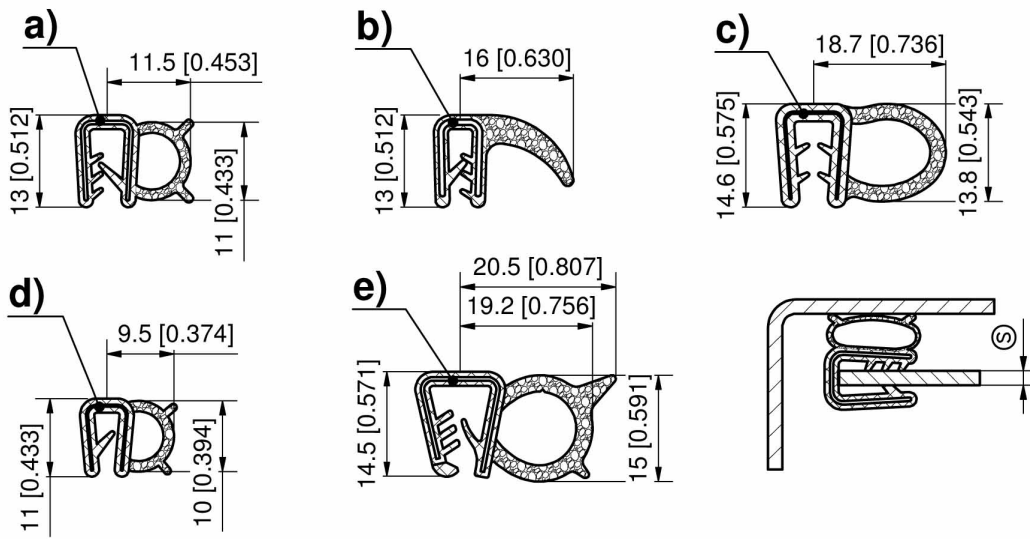 a)
11.5 [0.453]
13 [0.512]
11 [0.433]
b)
16 [0.630]
13 [0.512]
c)
18.7 [0.736]
14.6 [0.575]
13.8 [0.543]
d)
9.5 [0.374]
11 [0.433]
10 [0.394]
e)
20.5 [0.807]
19.2 [0.756]
14.5 [0.571]
15 [0.591]
S